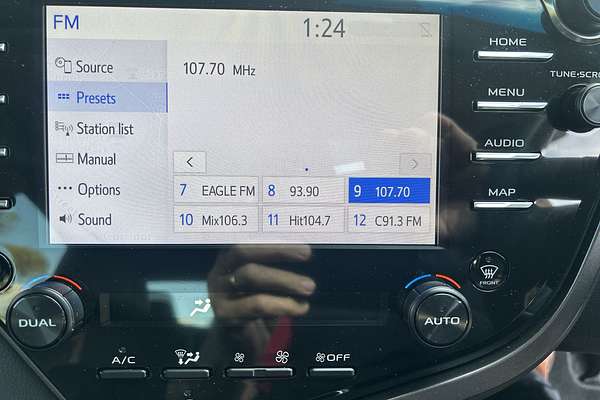 FM 1:24
Source
107.70 MHz
Presets
Station list
Manual
Options
Sound
7 EAGLE FM 8 93.90 9 107.70
10 Mix106.3 11 Hit104.7 12 C91.3 FM
HOME
TUNE•SCRO
MENU
AUDIO
MAP
FRONT
DUAL
AUTO
A/C
OFF